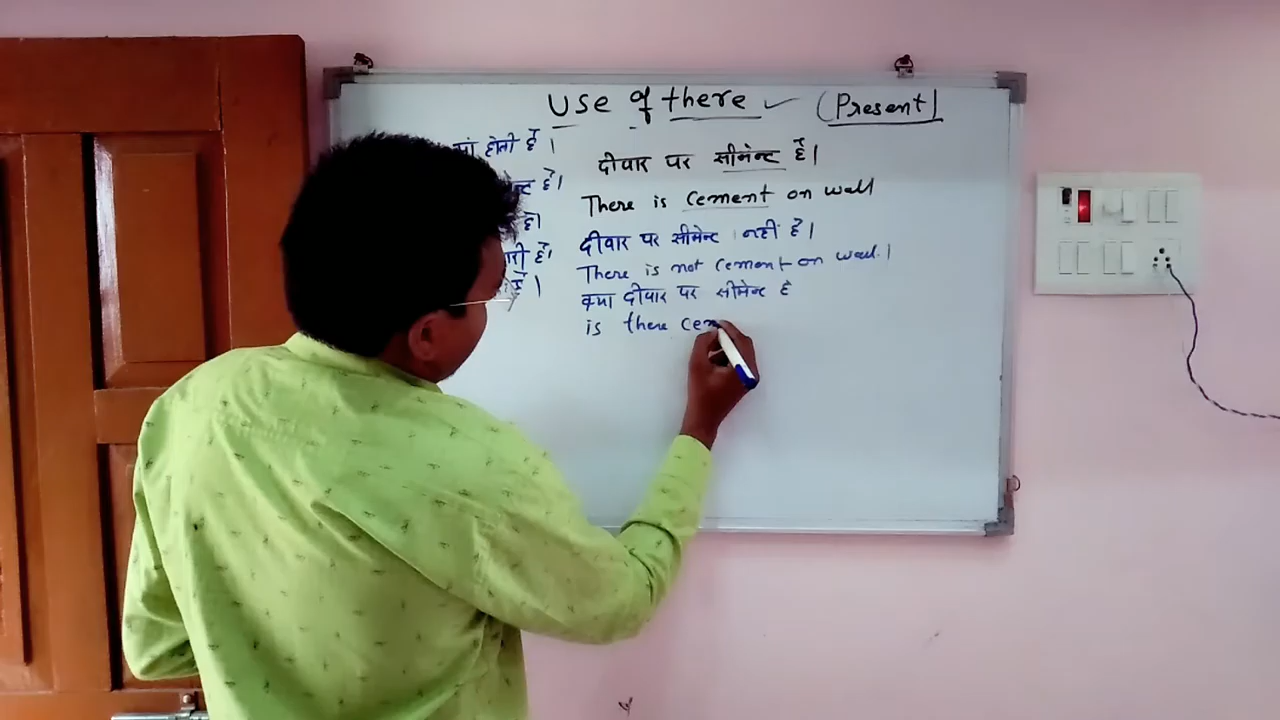 Use of there (Present)
होती हैं।
है।
दीवार पर सीमेन्ट है।
There is cement on wall
दीवार पर सीमेन्ट नहीं है।
There is not cement on wall.
क्या दीवार पर सीमेन्ट है
is there cem